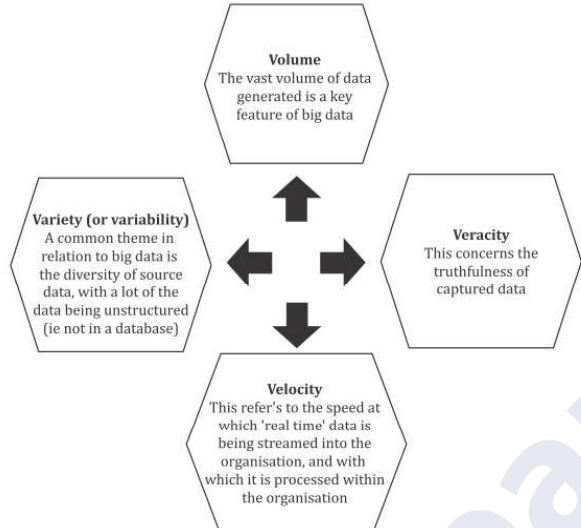 Volume
The vast volume of data
generated is a key
feature of big data
Variety (or variability)
A common theme in
relation to big data is
the diversity of source
data, with a lot of the
data being unstructured
(ie not in a database)
Veracity
This concerns the
truthfulness of
captured data
Velocity
This refer's to the speed at
which 'real time' data is
being streamed into the
organisation, and with
which it is processed within
the organisation